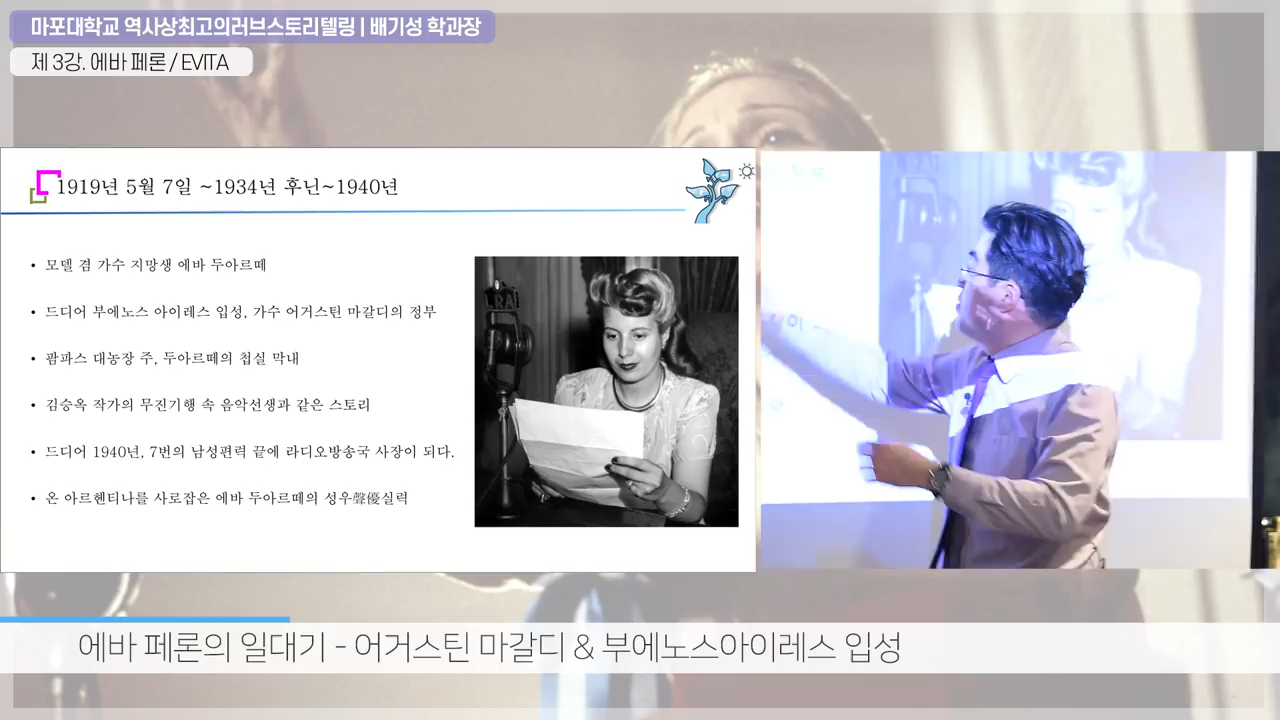 마포대학교 역사상최고의러브스토리텔링 | 배기성 학과장
제 3강. 에바 페론 / EVITA
1919년 5월 7일 ~1934년 후닌~1940년
• 모델 겸 가수 지망생 에바 두아르떼
• 드디어 부에노스 아이레스 입성, 가수 어거스틴 마갈디의 정부
• 팜파스 대농장 주, 두아르떼의 첩실 막내
• 김승옥 작가의 무진기행 속 음악선생과 같은 스토리
• 드디어 1940년, 7번의 남성편력 끝에 라디오방송국 사장이 되다.
• 온 아르헨티나를 사로잡은 에바 두아르떼의 성우聲優실력
에바 페론의 일대기 - 어거스틴 마갈디 & 부에노스아이레스 입성